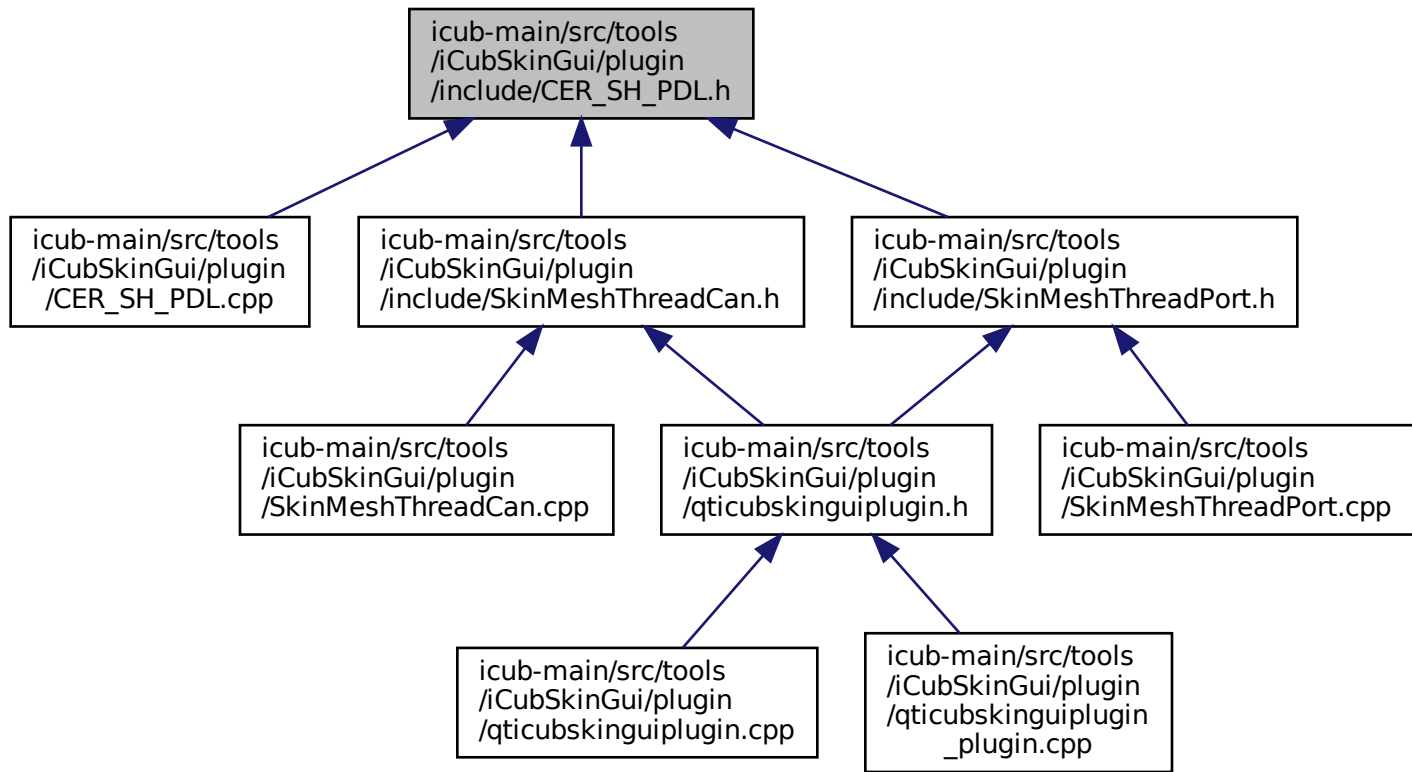 icub-main/src/tools
/iCubSkinGui/plugin
/include/CER_SH_PDL.h
icub-main/src/tools
/iCubSkinGui/plugin
/CER_SH_PDL.cpp
icub-main/src/tools
/iCubSkinGui/plugin
/include/SkinMeshThreadCan.h
icub-main/src/tools
/iCubSkinGui/plugin
/include/SkinMeshThreadPort.h
icub-main/src/tools
/iCubSkinGui/plugin
/SkinMeshThreadCan.cpp
icub-main/src/tools
/iCubSkinGui/plugin
/qticubskinguiplugin.h
icub-main/src/tools
/iCubSkinGui/plugin
/SkinMeshThreadPort.cpp
icub-main/src/tools
/iCubSkinGui/plugin
/qticubskinguiplugin.cpp
icub-main/src/tools
/iCubSkinGui/plugin
/qticubskinguiplugin
_plugin.cpp